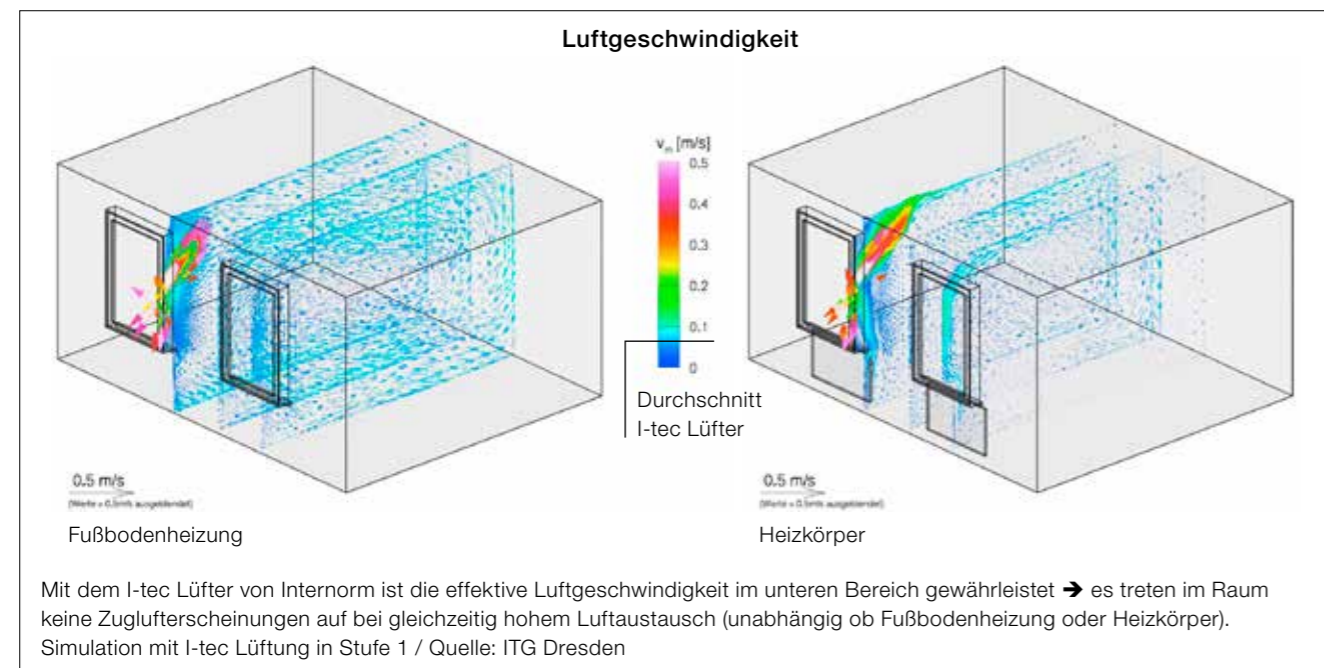 Luftgeschwindigkeit
vₘ [m/s]
0.5
0.4
0.3
0.2
0.1
0
Durchschnitt
I-tec Lüfter
0.5 m/s
0.5 m/s
Fußbodenheizung
Heizkörper
Mit dem I-tec Lüfter von Internorm ist die effektive Luftgeschwindigkeit im unteren Bereich gewährleistet ➔ es treten im Raum
keine Zuglufterscheinungen auf bei gleichzeitig hohem Luftaustausch (unabhängig ob Fußbodenheizung oder Heizkörper).
Simulation mit I-tec Lüftung in Stufe 1 / Quelle: ITG Dresden